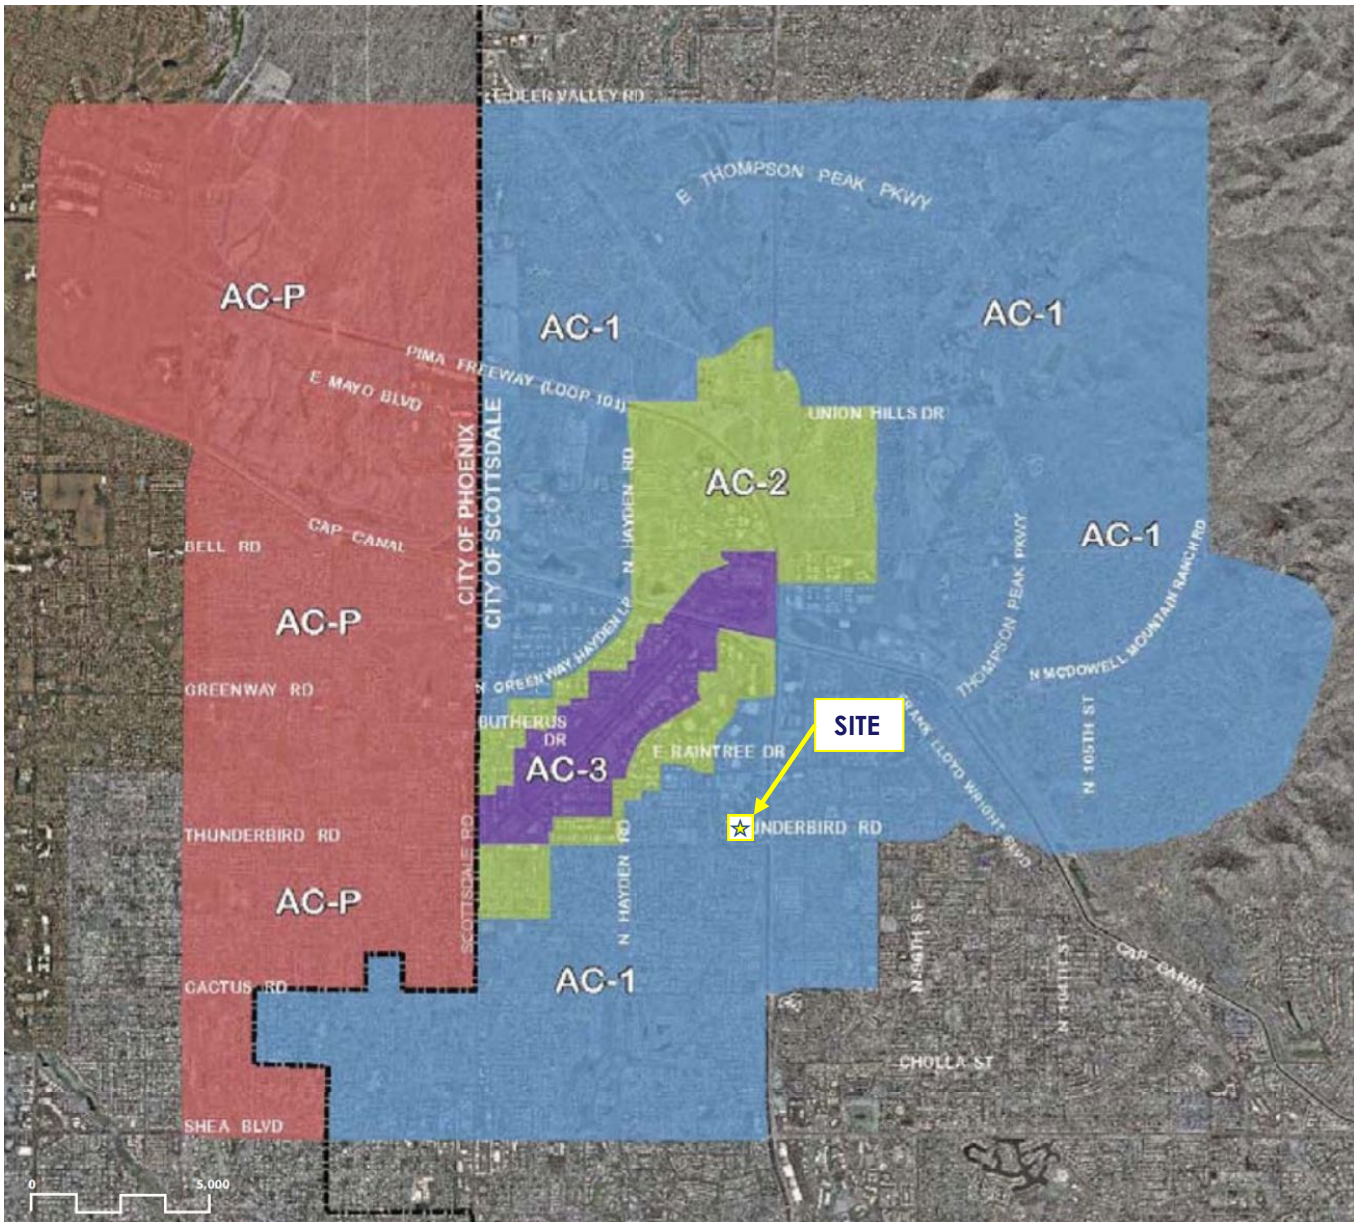 E DEER VALLEY RD
E THOMPSON PEAK PKWY
AC-P
AC-1
AC-1
PIMA FREEWAY (LOOP 101)
E MAYO BLVD
UNION HILLS DR
CITY OF PHOENIX
CITY OF SCOTTSDALE
N HAYDEN RD
AC-2
CAP CANAL
BELL RD
AC-1
THOMPSON PEAK PKWY
N MCDOWELL MOUNTAIN RANCH RD
AC-P
N GREENWAY HAYDEN LP
GREENWAY RD
N 105TH ST
BUTHERUS
DR
SITE
FRANK LLOYD WRIGHT BLVD
E RAINTREE DR
AC-3
THUNDERBIRD RD
UNDERBIRD RD
SCOTTSDALE RD
N HAYDEN RD
AC-P
N 104TH ST
CAP CANAL
AC-1
CACTUS RD
CHOLLA ST
SHEA BLVD
0 5,000